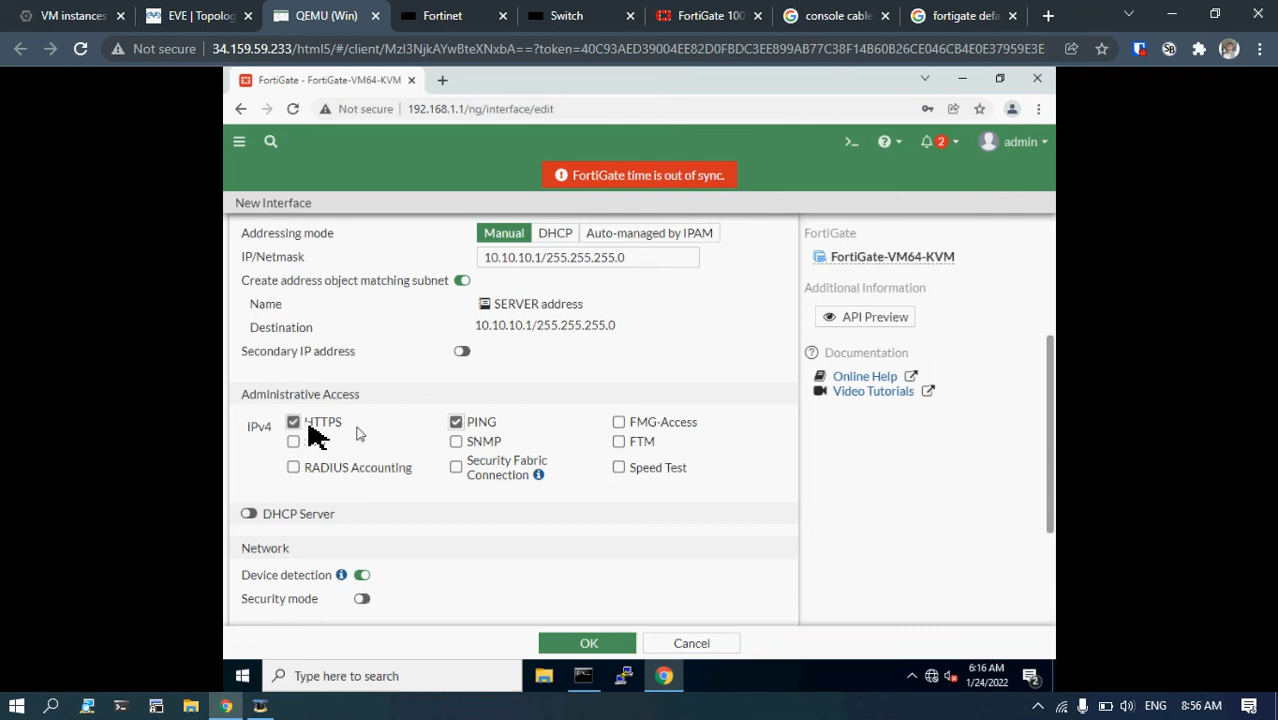 VM instances
EVE | Topolog
QEMU (Win)
Fortinet
Switch
FortiGate 100
console cable
fortigate defa
Not secure
34.159.59.233/html5/#/client/MzI3NjkAYwBteXNxbA==?token=40C93AED39004EE82D0FBDC3EE899AB77C38F14B60B26CE046CB4E0E37959E3E
FortiGate - FortiGate-VM64-KVM
Not secure
192.168.1.1/ng/interface/edit
>_
2
admin
FortiGate time is out of sync.
New Interface
Addressing mode
Manual
DHCP
Auto-managed by IPAM
IP/Netmask
10.10.10.1/255.255.255.0
Create address object matching subnet
Name
SERVER address
Destination
10.10.10.1/255.255.255.0
Secondary IP address
FortiGate
FortiGate-VM64-KVM
Additional Information
API Preview
Documentation
Online Help
Video Tutorials
Administrative Access
IPv4
HTTPS
PING
FMG-Access
SNMP
FTM
RADIUS Accounting
Security Fabric
Connection
Speed Test
DHCP Server
Network
Device detection
Security mode
OK
Cancel
Type here to search
6:16 AM
1/24/2022
2
ENG
8:56 AM